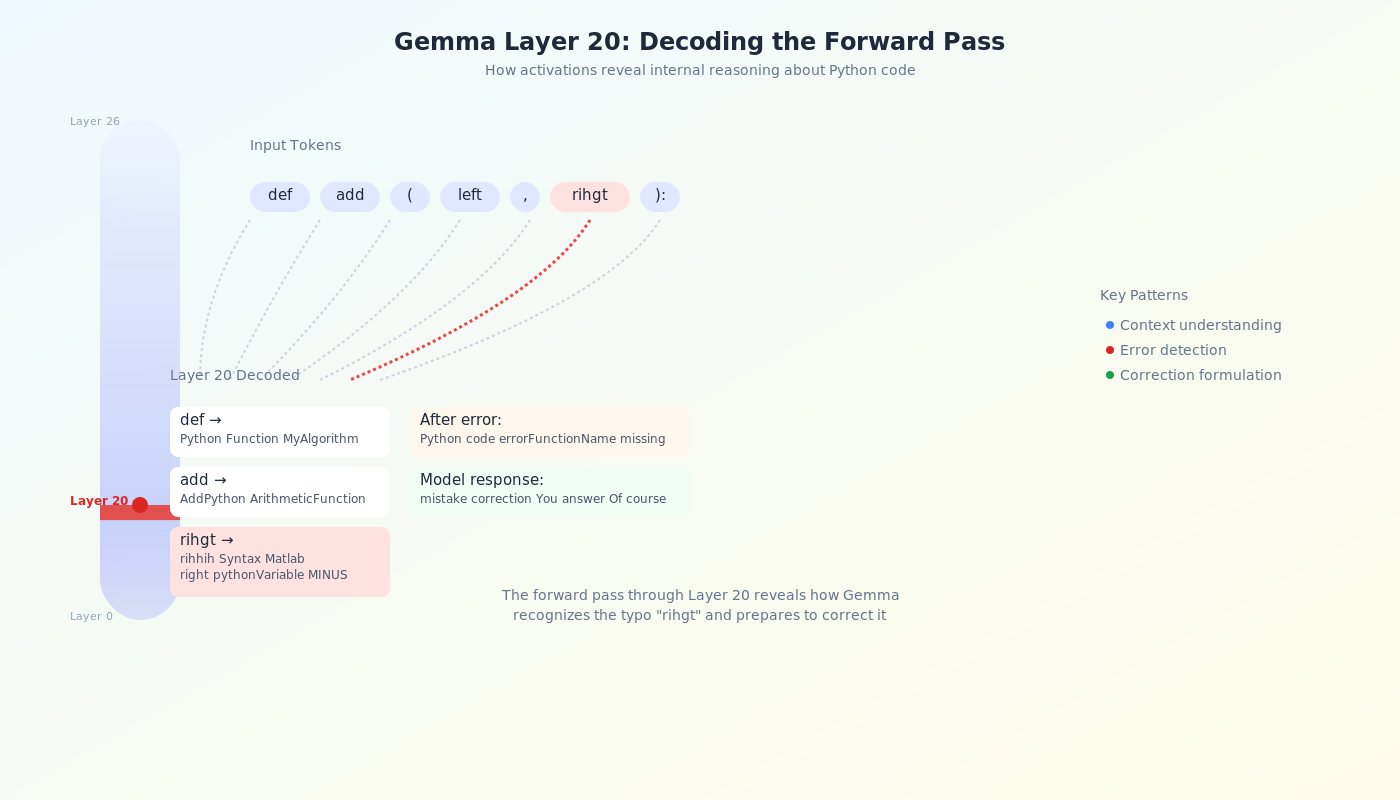 Gemma Layer 20: Decoding the Forward Pass
How activations reveal internal reasoning about Python code
Layer 26
Input Tokens
def add ( left , rihgt ):
Key Patterns
Context understanding
Error detection
Correction formulation
Layer 20 Decoded
def →
Python Function MyAlgorithm
After error:
Python code errorFunctionName missing
add →
AddPython ArithmeticFunction
Model response:
mistake correction You answer Of course
Layer 20
rihgt →
rihhih Syntax Matlab
right pythonVariable MINUS
The forward pass through Layer 20 reveals how Gemma
recognizes the typo "rihgt" and prepares to correct it
Layer 0